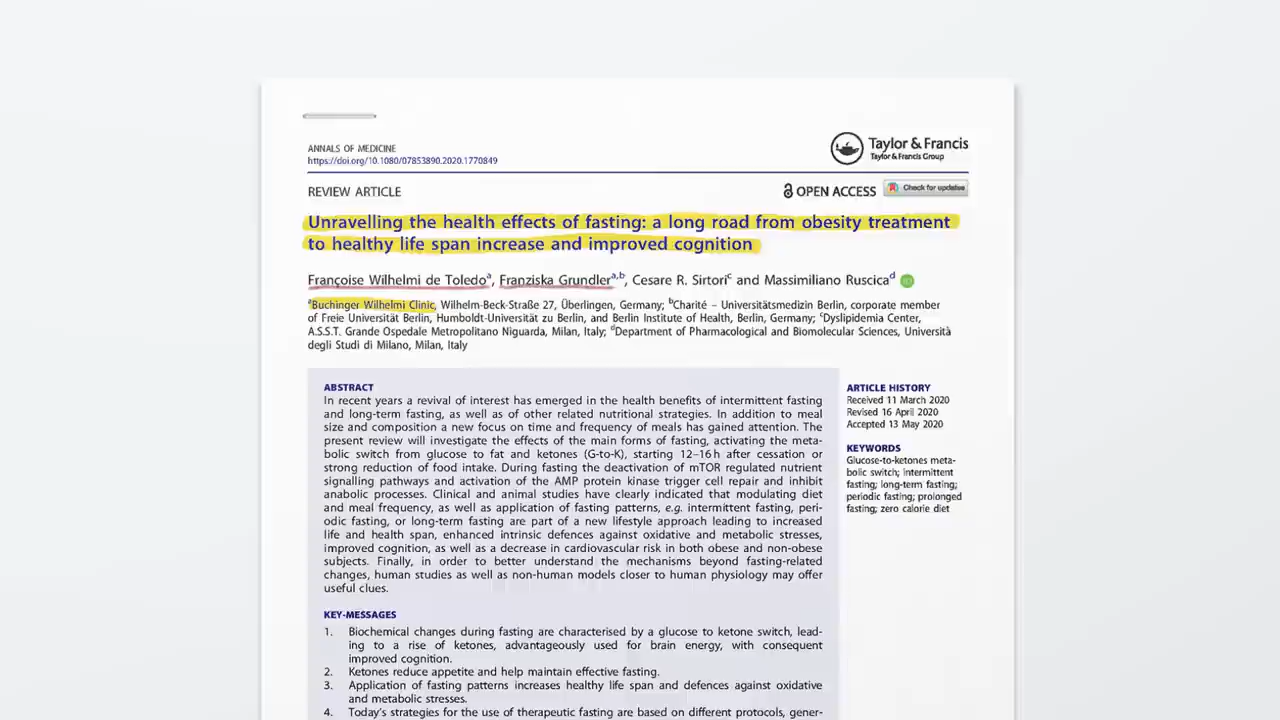 ANNALS OF MEDICINE
https://doi.org/10.1080/07853890.2020.1770849
Taylor & Francis
Taylor & Francis Group
REVIEW ARTICLE
OPEN ACCESS
Check for updates
Unravelling the health effects of fasting: a long road from obesity treatment
to healthy life span increase and improved cognition
Françoise Wilhelmi de Toledoa, Franziska Grundlera,b, Cesare R. Sirtoric and Massimiliano Ruscicad
aBuchinger Wilhelmi Clinic, Wilhelm-Beck-Straße 27, Überlingen, Germany; bCharité – Universitätsmedizin Berlin, corporate member
of Freie Universität Berlin, Humboldt-Universität zu Berlin, and Berlin Institute of Health, Berlin, Germany; cDyslipidemia Center,
A.S.S.T. Grande Ospedale Metropolitano Niguarda, Milan, Italy; dDepartment of Pharmacological and Biomolecular Sciences, Università
degli Studi di Milano, Milan, Italy
ABSTRACT
In recent years a revival of interest has emerged in the health benefits of intermittent fasting
and long-term fasting, as well as of other related nutritional strategies. In addition to meal
size and composition a new focus on time and frequency of meals has gained attention. The
present review will investigate the effects of the main forms of fasting, activating the meta-
bolic switch from glucose to fat and ketones (G-to-K), starting 12–16 h after cessation or
strong reduction of food intake. During fasting the deactivation of mTOR regulated nutrient
signalling pathways and activation of the AMP protein kinase trigger cell repair and inhibit
anabolic processes. Clinical and animal studies have clearly indicated that modulating diet
and meal frequency, as well as application of fasting patterns, e.g. intermittent fasting, peri-
odic fasting, or long-term fasting are part of a new lifestyle approach leading to increased
life and health span, enhanced intrinsic defences against oxidative and metabolic stresses,
improved cognition, as well as a decrease in cardiovascular risk in both obese and non-obese
subjects. Finally, in order to better understand the mechanisms beyond fasting-related
changes, human studies as well as non-human models closer to human physiology may offer
useful clues.
KEY-MESSAGES
1. Biochemical changes during fasting are characterised by a glucose to ketone switch, lead-
ing to a rise of ketones, advantageously used for brain energy, with consequent
improved cognition.
2. Ketones reduce appetite and help maintain effective fasting.
3. Application of fasting patterns increases healthy life span and defences against oxidative
and metabolic stresses.
4. Today's strategies for the use of therapeutic fasting are based on different protocols, gener-
ARTICLE HISTORY
Received 11 March 2020
Revised 16 April 2020
Accepted 13 May 2020
KEYWORDS
Glucose-to-ketones meta-
bolic switch; intermittent
fasting; long-term fasting;
periodic fasting; prolonged
fasting; zero calorie diet